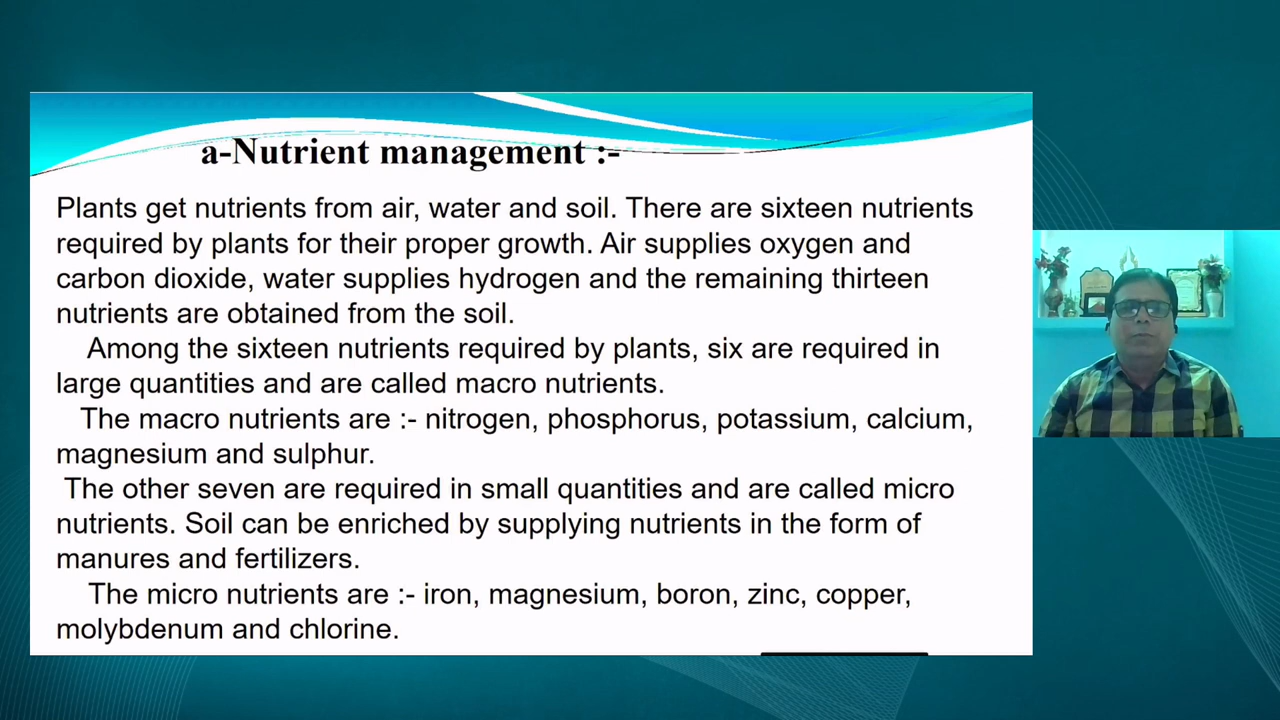 a-Nutrient management :-
Plants get nutrients from air, water and soil. There are sixteen nutrients
required by plants for their proper growth. Air supplies oxygen and
carbon dioxide, water supplies hydrogen and the remaining thirteen
nutrients are obtained from the soil.
Among the sixteen nutrients required by plants, six are required in
large quantities and are called macro nutrients.
The macro nutrients are :- nitrogen, phosphorus, potassium, calcium,
magnesium and sulphur.
The other seven are required in small quantities and are called micro
nutrients. Soil can be enriched by supplying nutrients in the form of
manures and fertilizers.
The micro nutrients are :- iron, magnesium, boron, zinc, copper,
molybdenum and chlorine.